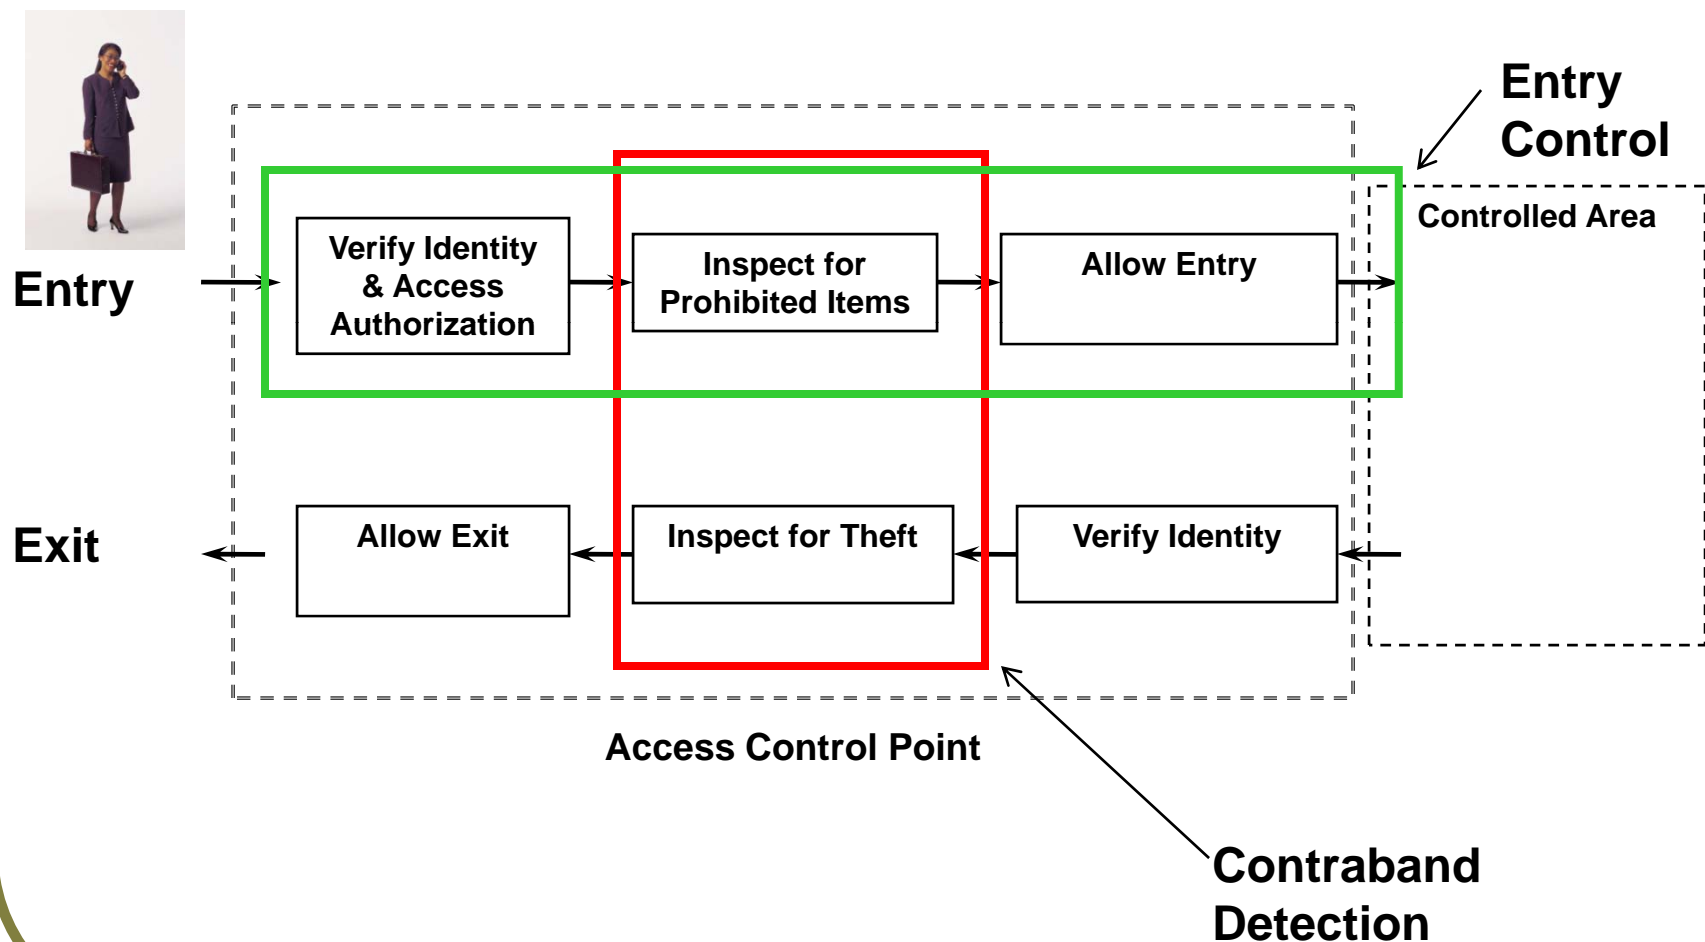 Entry
Control
Controlled Area
Entry
Verify Identity
& Access
Authorization
Inspect for
Prohibited Items
Allow Entry
Exit
Allow Exit
Inspect for Theft
Verify Identity
Access Control Point
Contraband
Detection